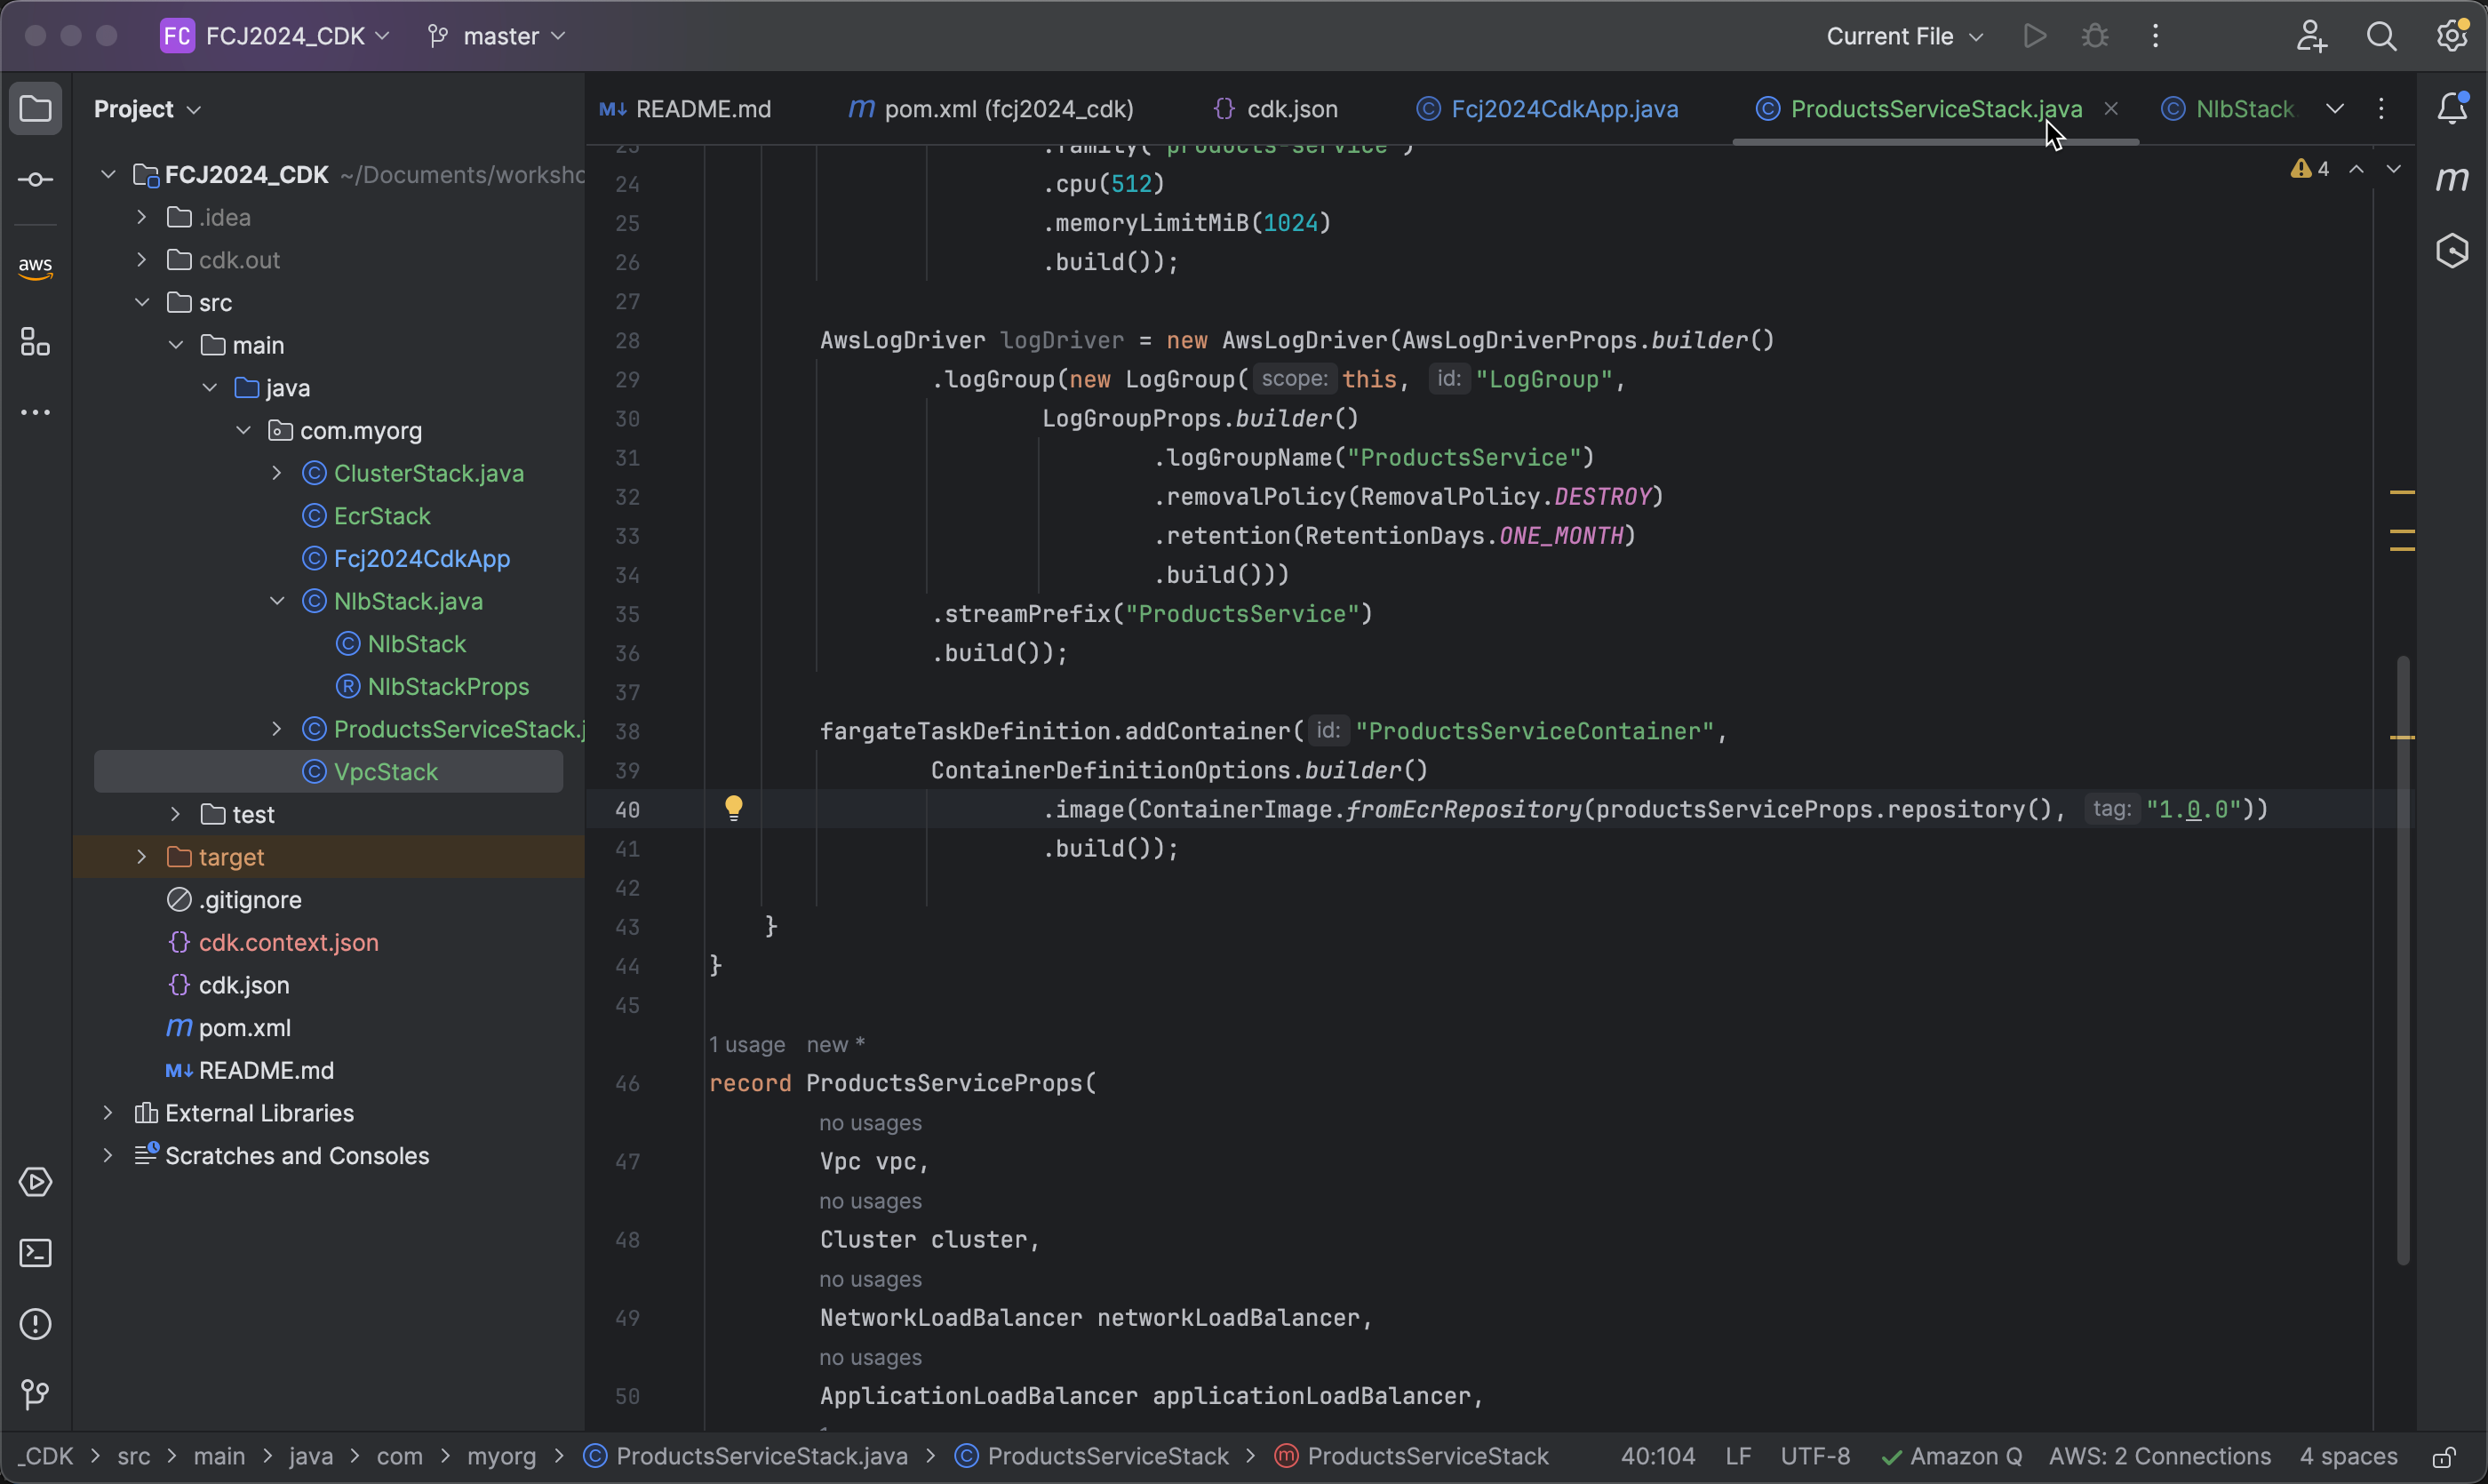 FC FCJ2024_CDK master Current File
Project
README.md pom.xml (fcj2024_cdk) cdk.json Fcj2024CdkApp.java ProductsServiceStack.java NlbStack
FCJ2024_CDK ~/Documents/worksho
.idea
cdk.out
aws
src
main
java
com.myorg
ClusterStack.java
EcrStack
Fcj2024CdkApp
NlbStack.java
NlbStack
NlbStackProps
ProductsServiceStack.j
VpcStack
test
target
.gitignore
cdk.context.json
cdk.json
pom.xml
README.md
External Libraries
Scratches and Consoles
4
23 .family("products-service")
24 .cpu(512)
25 .memoryLimitMiB(1024)
26 .build());
27
28 AwsLogDriver logDriver = new AwsLogDriver(AwsLogDriverProps.builder()
29 .logGroup(new LogGroup( scope: this, id: "LogGroup",
30 LogGroupProps.builder()
31 .logGroupName("ProductsService")
32 .removalPolicy(RemovalPolicy.DESTROY)
33 .retention(RetentionDays.ONE_MONTH)
34 .build()))
35 .streamPrefix("ProductsService")
36 .build());
37
38 fargateTaskDefinition.addContainer( id: "ProductsServiceContainer",
39 ContainerDefinitionOptions.builder()
40 .image(ContainerImage.fromEcrRepository(productsServiceProps.repository(), tag: "1.0.0"))
41 .build());
42
43 }
44 }
45
1 usage new *
46 record ProductsServiceProps(
no usages
47 Vpc vpc,
no usages
48 Cluster cluster,
no usages
49 NetworkLoadBalancer networkLoadBalancer,
no usages
50 ApplicationLoadBalancer applicationLoadBalancer,
_CDK > src > main > java > com > myorg > ProductsServiceStack.java > ProductsServiceStack > ProductsServiceStack 40:104 LF UTF-8 Amazon Q AWS: 2 Connections 4 spaces